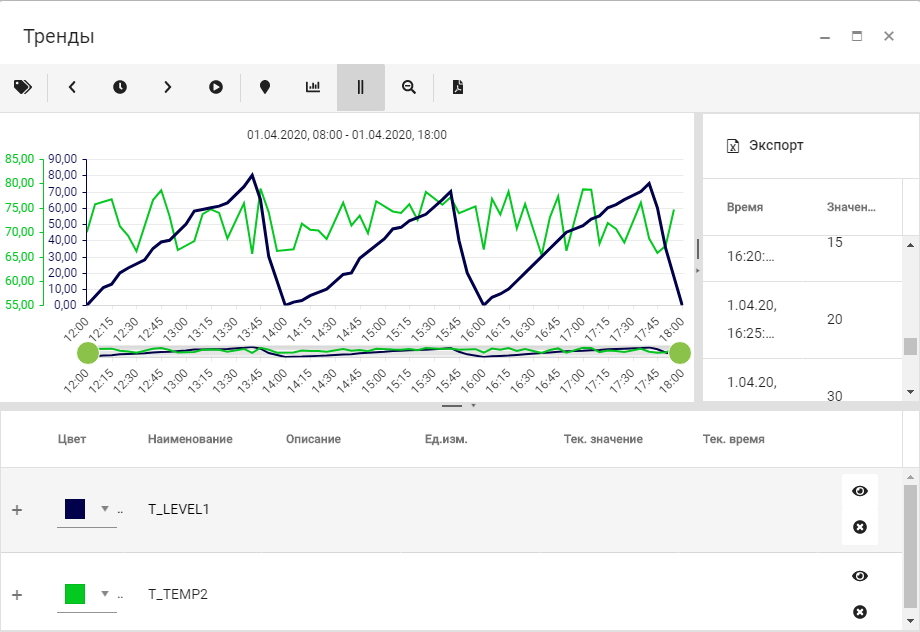 Тренды
01.04.2020, 08:00 - 01.04.2020, 18:00
85,00
80,00
75,00
70,00
65,00
60,00
55,00
90,00
80,00
70,00
60,00
50,00
40,00
30,00
20,00
10,00
0,00
12:00 12:15 12:30 12:45 13:00 13:15 13:30 13:45 14:00 14:15 14:30 14:45 15:00 15:15 15:30 15:45 16:00 16:15 16:30 16:45 17:00 17:15 17:30 17:45 18:00
12:00 12:15 12:30 12:45 13:00 13:15 13:30 13:45 14:00 14:15 14:30 14:45 15:00 15:15 15:30 15:45 16:00 16:15 16:30 16:45 17:00 17:15 17:30 17:45 18:00
Экспорт
Время Значен...
16:20:... 15
1.04.20,
16:25:... 20
1.04.20,
30
Цвет Наименование Описание Ед.изм. Тек. значение Тек. время
+ .. T_LEVEL1
+ .. T_TEMP2